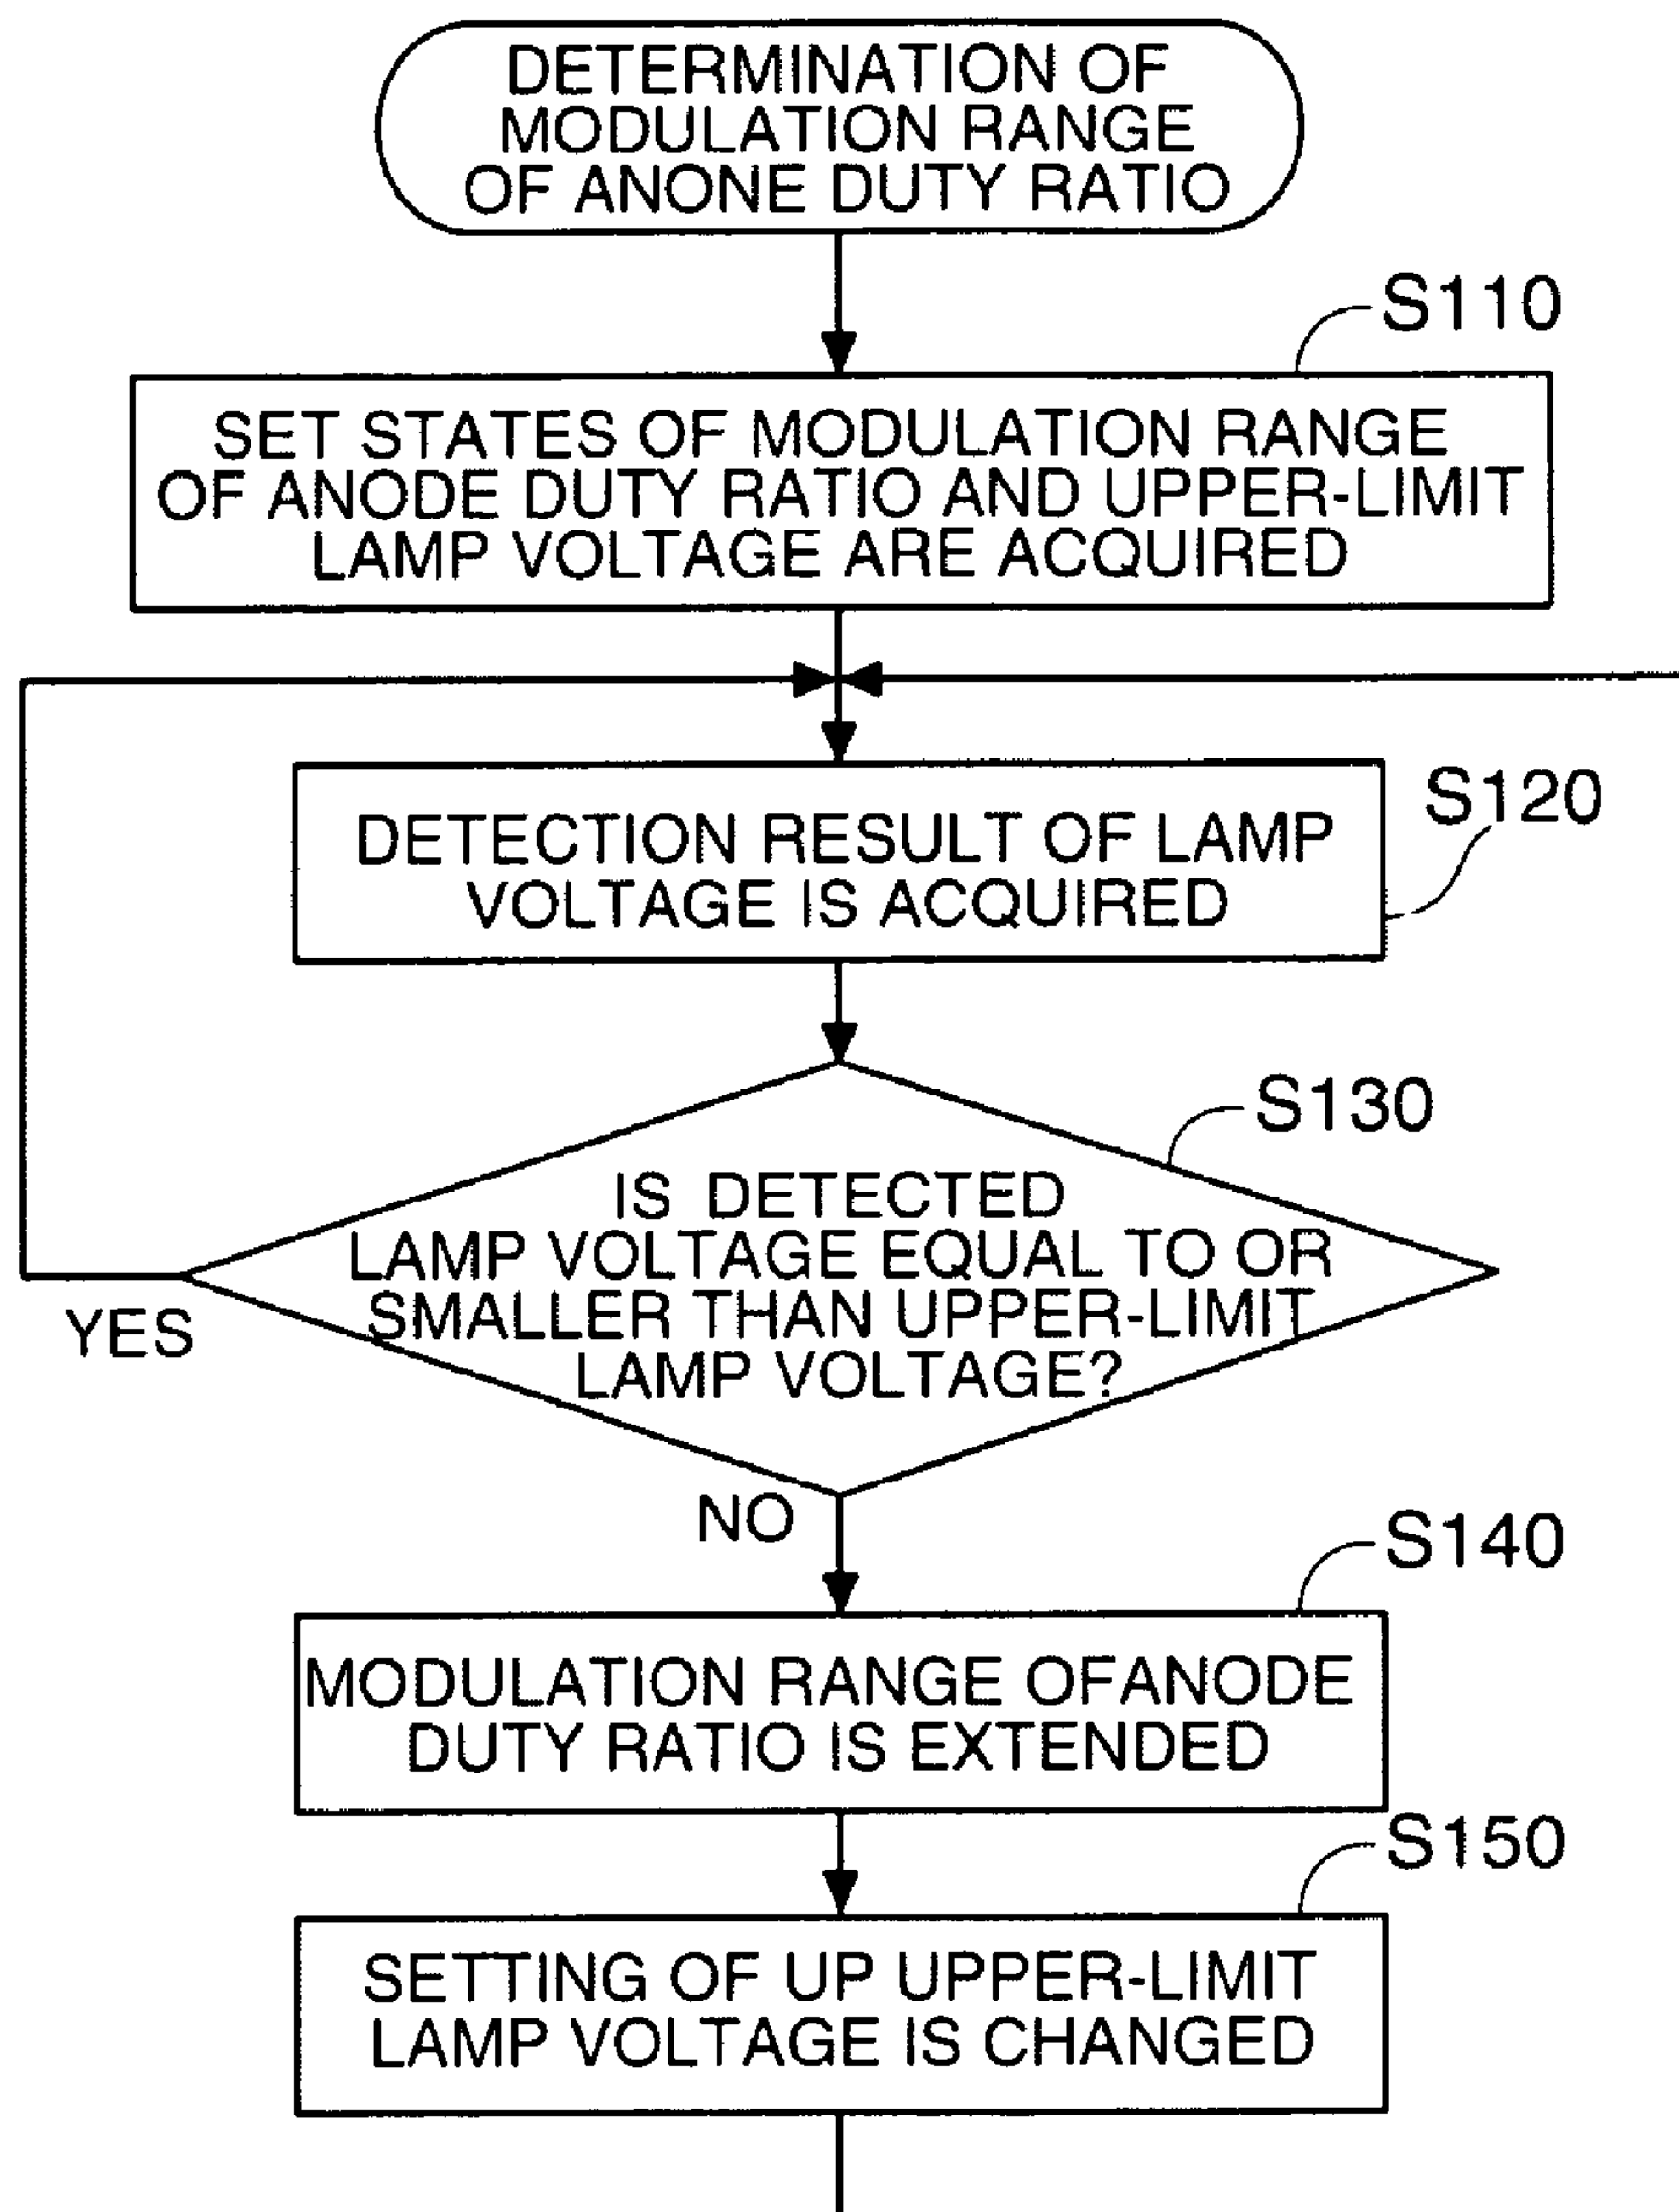 DETERMINATION OF
MODULATION RANGE
OF ANONE DUTY RATIO
S110
SET STATES OF MODULATION RANGE
OF ANODE DUTY RATIO AND UPPER-LIMIT
LAMP VOLTAGE ARE ACQUIRED
S120
DETECTION RESULT OF LAMP
VOLTAGE IS ACQUIRED
S130
IS DETECTED
LAMP VOLTAGE EQUAL TO OR
SMALLER THAN UPPER-LIMIT
LAMP VOLTAGE?
YES
NO
S140
MODULATION RANGE OFANODE
DUTY RATIO IS EXTENDED
S150
SETTING OF UP UPPER-LIMIT
LAMP VOLTAGE IS CHANGED